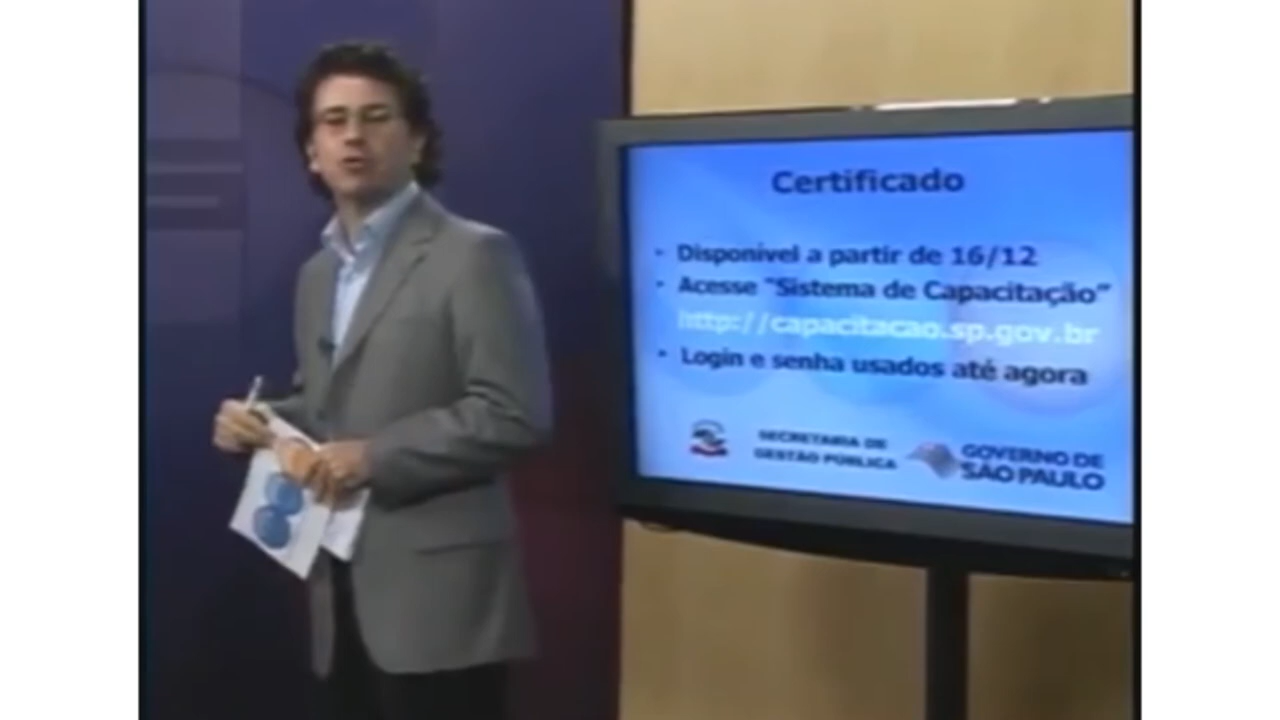 Certificado
• Disponível a partir de 16/12
• Acesse "Sistema de Capacitação"
http://capacitacao.sp.gov.br
• Login e senha usados até agora
SECRETARIA DE
GESTÃO PÚBLICA
GOVERNO DE
SÃO PAULO